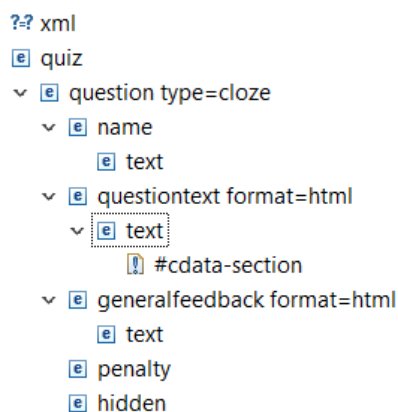 ?=? xml
e quiz
e question type=cloze
e name
e text
e questiontext format=html
e text
#cdata-section
e generalfeedback format=html
e text
e penalty
e hidden